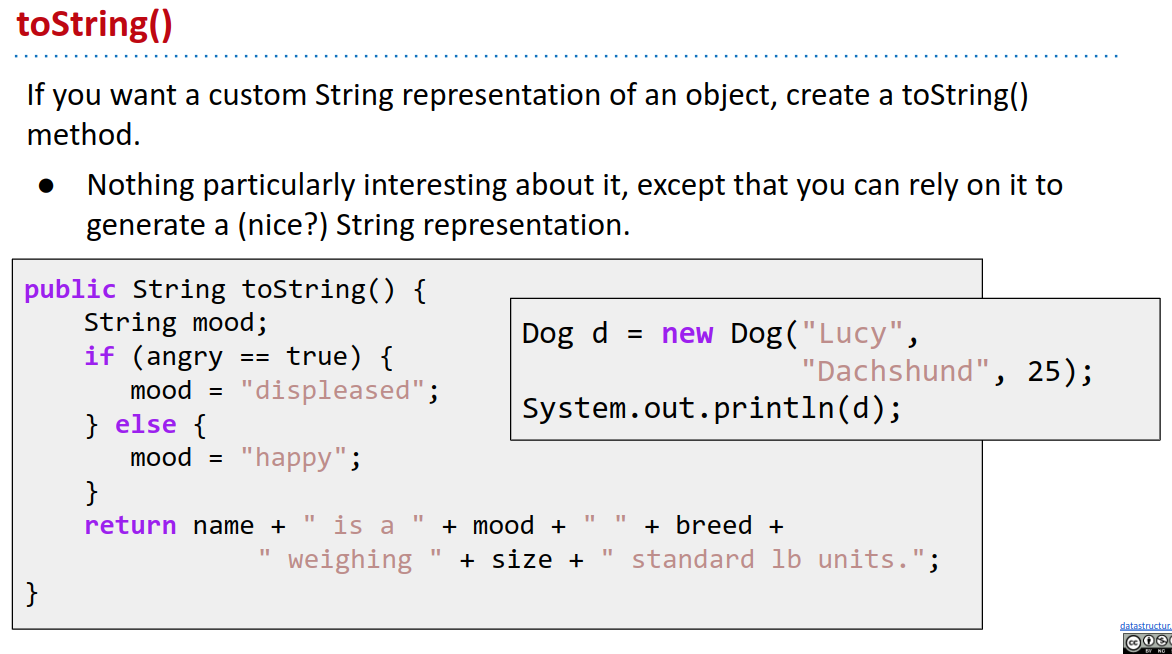 toString()
If you want a custom String representation of an object, create a toString()
method.
● Nothing particularly interesting about it, except that you can rely on it to
generate a (nice?) String representation.
public String toString() {
    String mood;
    if (angry == true) {
       mood = "displeased";
    } else {
       mood = "happy";
    }
    return name + " is a " + mood + " " + breed +
               " weighing " + size + " standard lb units.";
}
Dog d = new Dog("Lucy",
                "Dachshund", 25);
System.out.println(d);
datastructur.
cc
BY NC